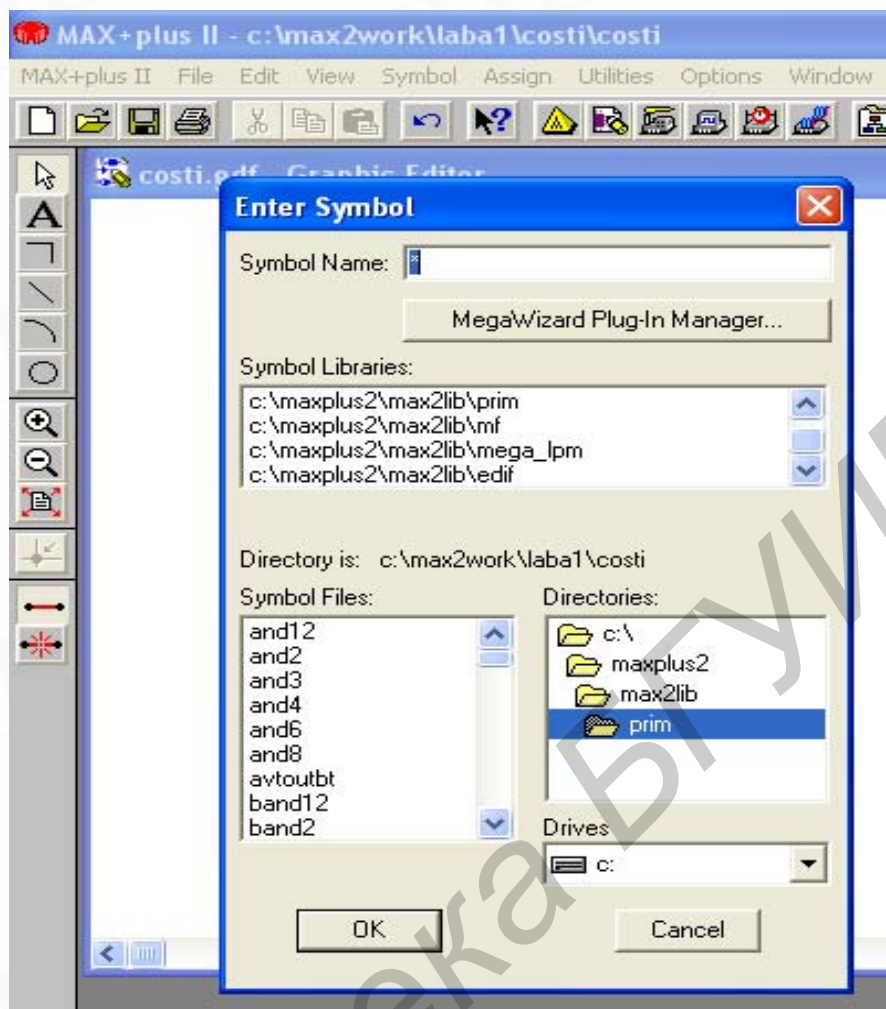 MAX+plus II - c:\max2work\laba1\costi\costi
MAX+plus II File Edit View Symbol Assign Utilities Options Window
costi.gdf - Graphic Editor
Enter Symbol
Symbol Name: *
MegaWizard Plug-In Manager...
Symbol Libraries:
c:\maxplus2\max2lib\prim
c:\maxplus2\max2lib\mf
c:\maxplus2\max2lib\mega_lpm
c:\maxplus2\max2lib\edif
Directory is: c:\max2work\laba1\costi
Symbol Files:
and12
and2
and3
and4
and6
and8
avtoutbt
band12
band2
Directories:
c:\
maxplus2
max2lib
prim
Drives
c:
OK
Cancel